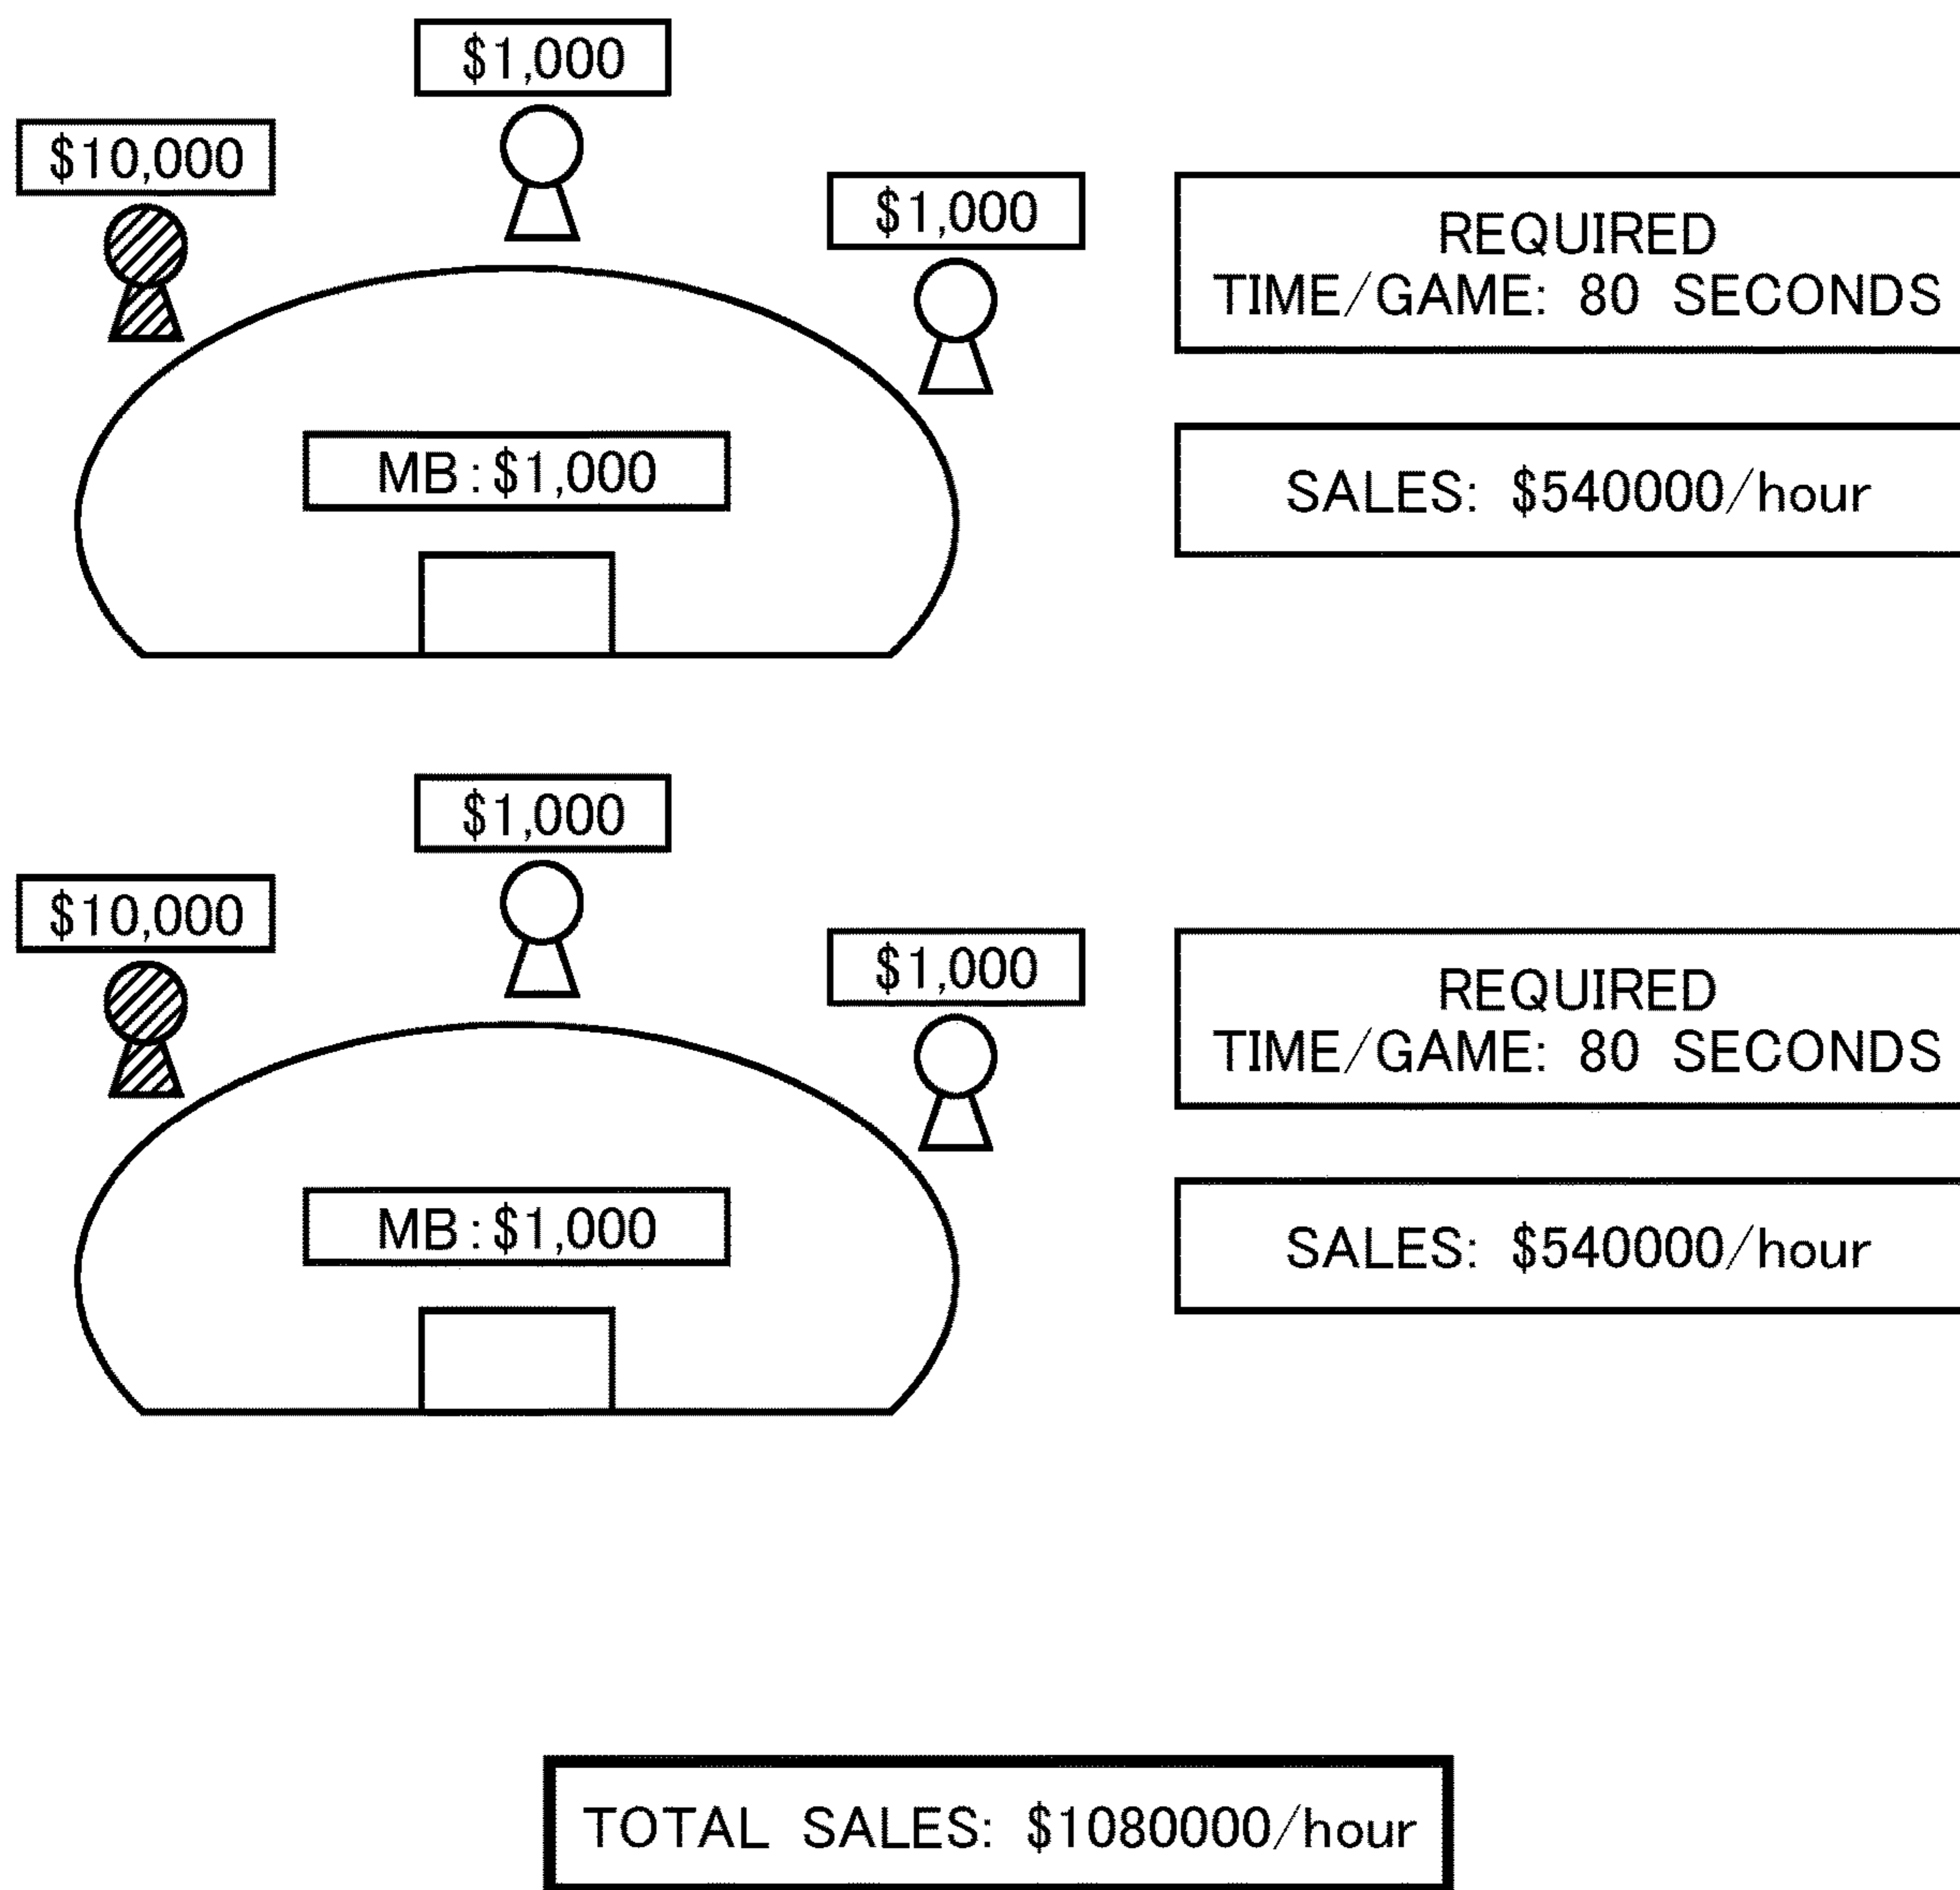 $1,000
$10,000
$1,000
REQUIRED
TIME/GAME: 80 SECONDS
MB:$1,000
SALES: $540000/hour
$1,000
$10,000
$1,000
REQUIRED
TIME/GAME: 80 SECONDS
MB:$1,000
SALES: $540000/hour
TOTAL SALES: $1080000/hour